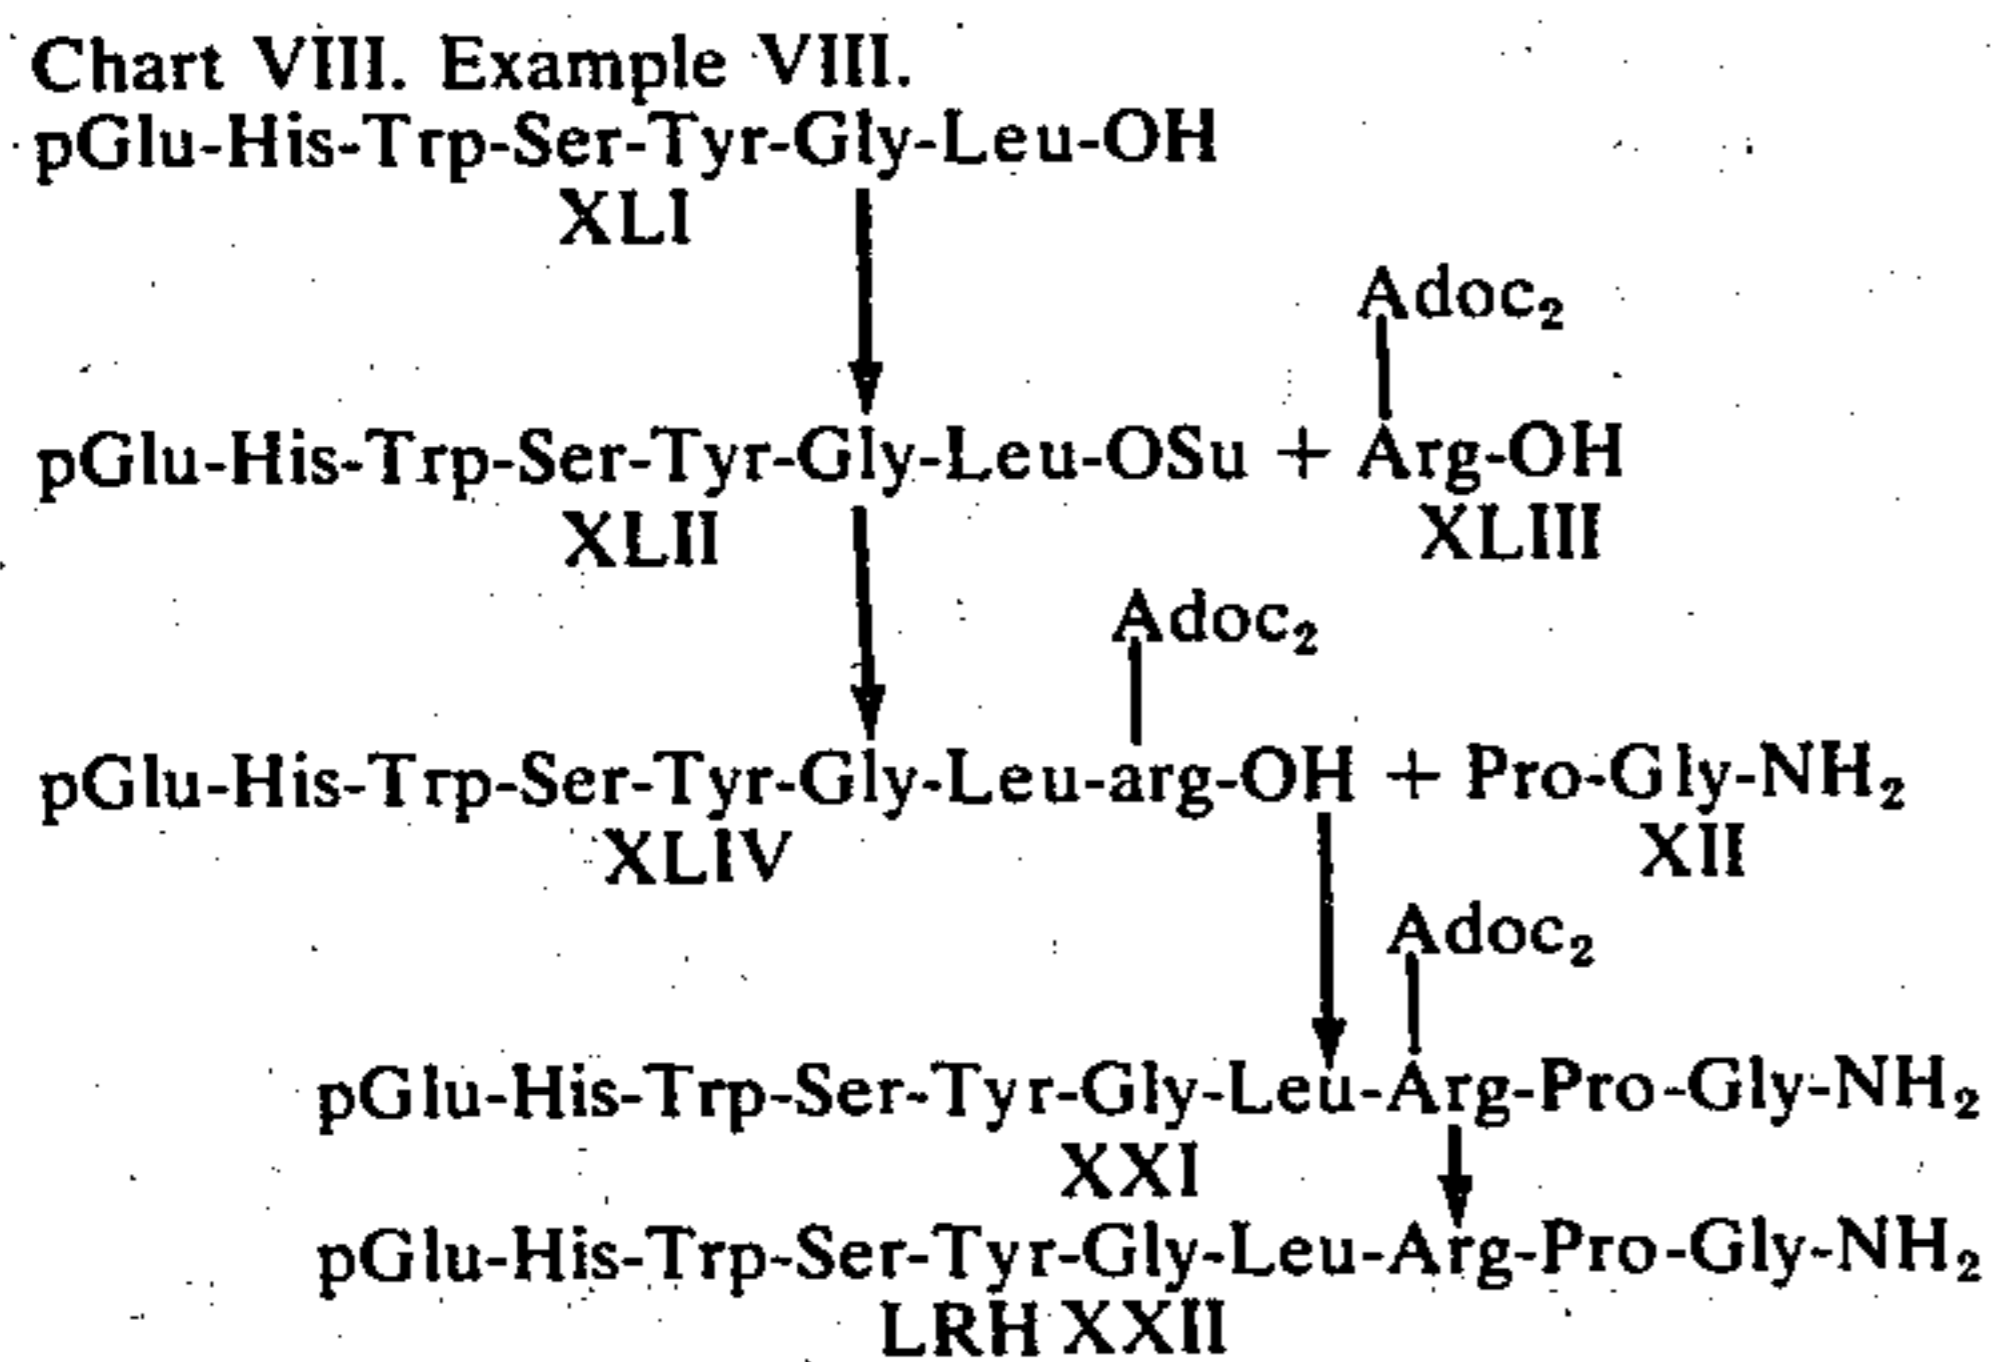 Chart VIII. Example VIII.
pGlu-His-Trp-Ser-Tyr-Gly-Leu-OH
XLI
Adoc₂
pGlu-His-Trp-Ser-Tyr-Gly-Leu-OSu + Arg-OH
XLII XLIII
Adoc₂
pGlu-His-Trp-Ser-Tyr-Gly-Leu-arg-OH + Pro-Gly-NH₂
XLIV XII
Adoc₂
pGlu-His-Trp-Ser-Tyr-Gly-Leu-Arg-Pro-Gly-NH₂
XXI
pGlu-His-Trp-Ser-Tyr-Gly-Leu-Arg-Pro-Gly-NH₂
LRH XXII